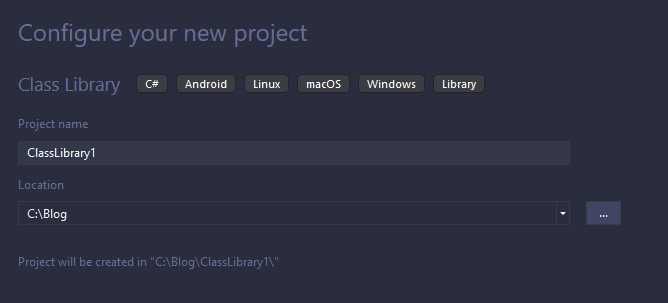 Configure your new project
Class Library C# Android Linux macOS Windows Library
Project name
ClassLibrary1
Location
C:\Blog ...
Project will be created in "C:\Blog\ClassLibrary1\"